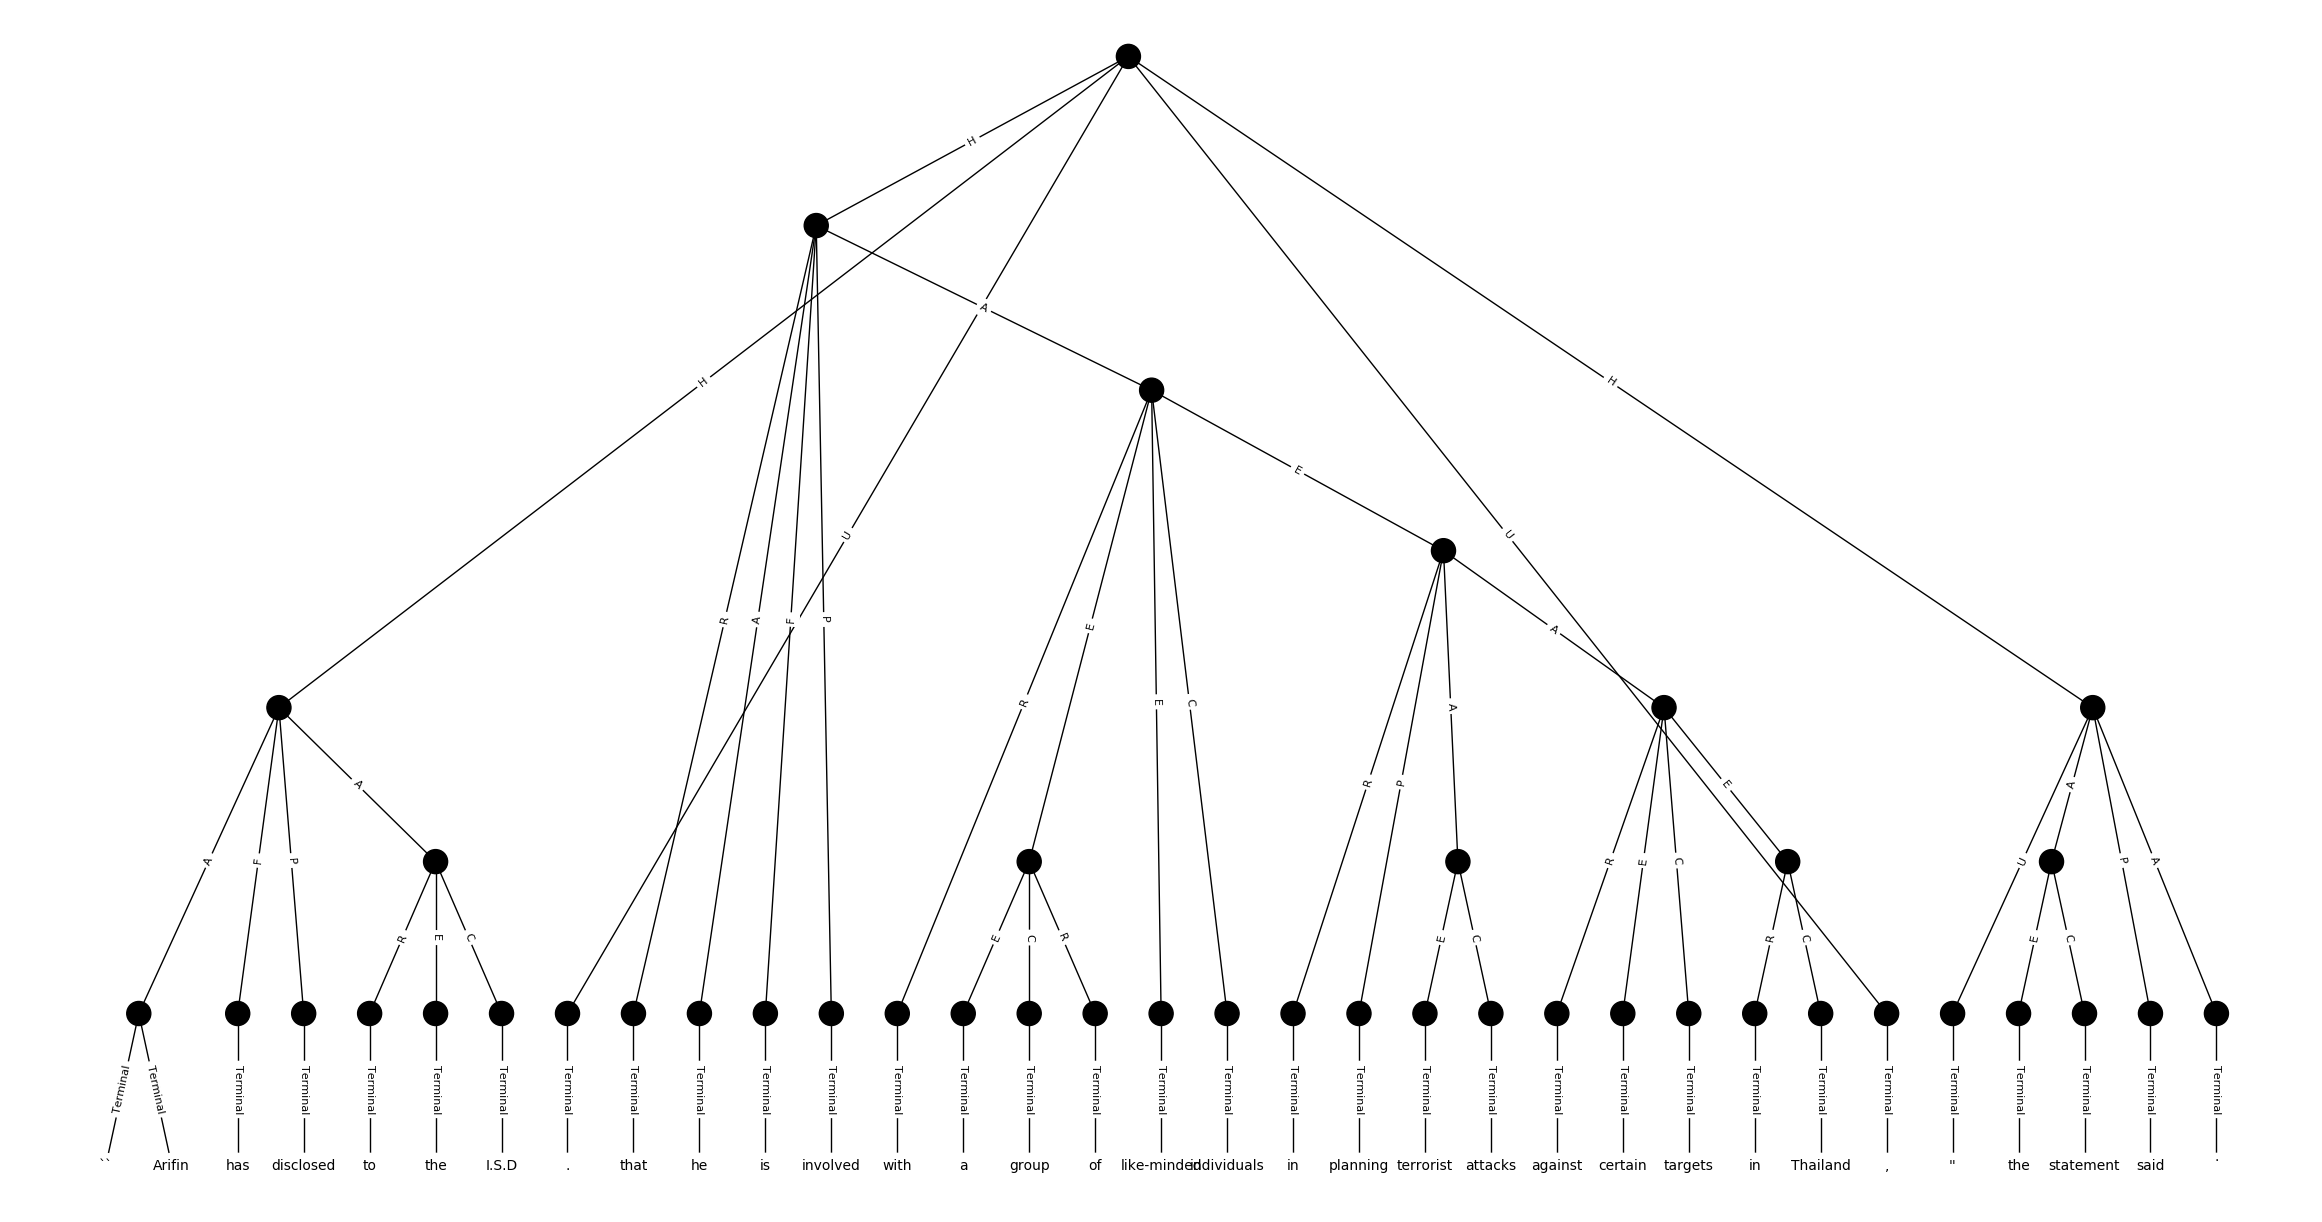 H
H
A
H
H
E
U
U
R
A
F
P
E
A
R
E
C
A
A
R
P
A
E
A
F
P
R
E
C
U
P
A
R
E
C
E
C
R
E
C
R
C
E
C
Terminal Terminal Terminal Terminal Terminal Terminal Terminal Terminal Terminal Terminal Terminal Terminal Terminal Terminal Terminal Terminal Terminal Terminal Terminal Terminal Terminal Terminal Terminal Terminal Terminal Terminal Terminal Terminal Terminal Terminal Terminal Terminal Terminal
`` Arifin has disclosed to the I.S.D . that he is involved with a group of like-minded individuals in planning terrorist attacks against certain targets in Thailand , " the statement said .